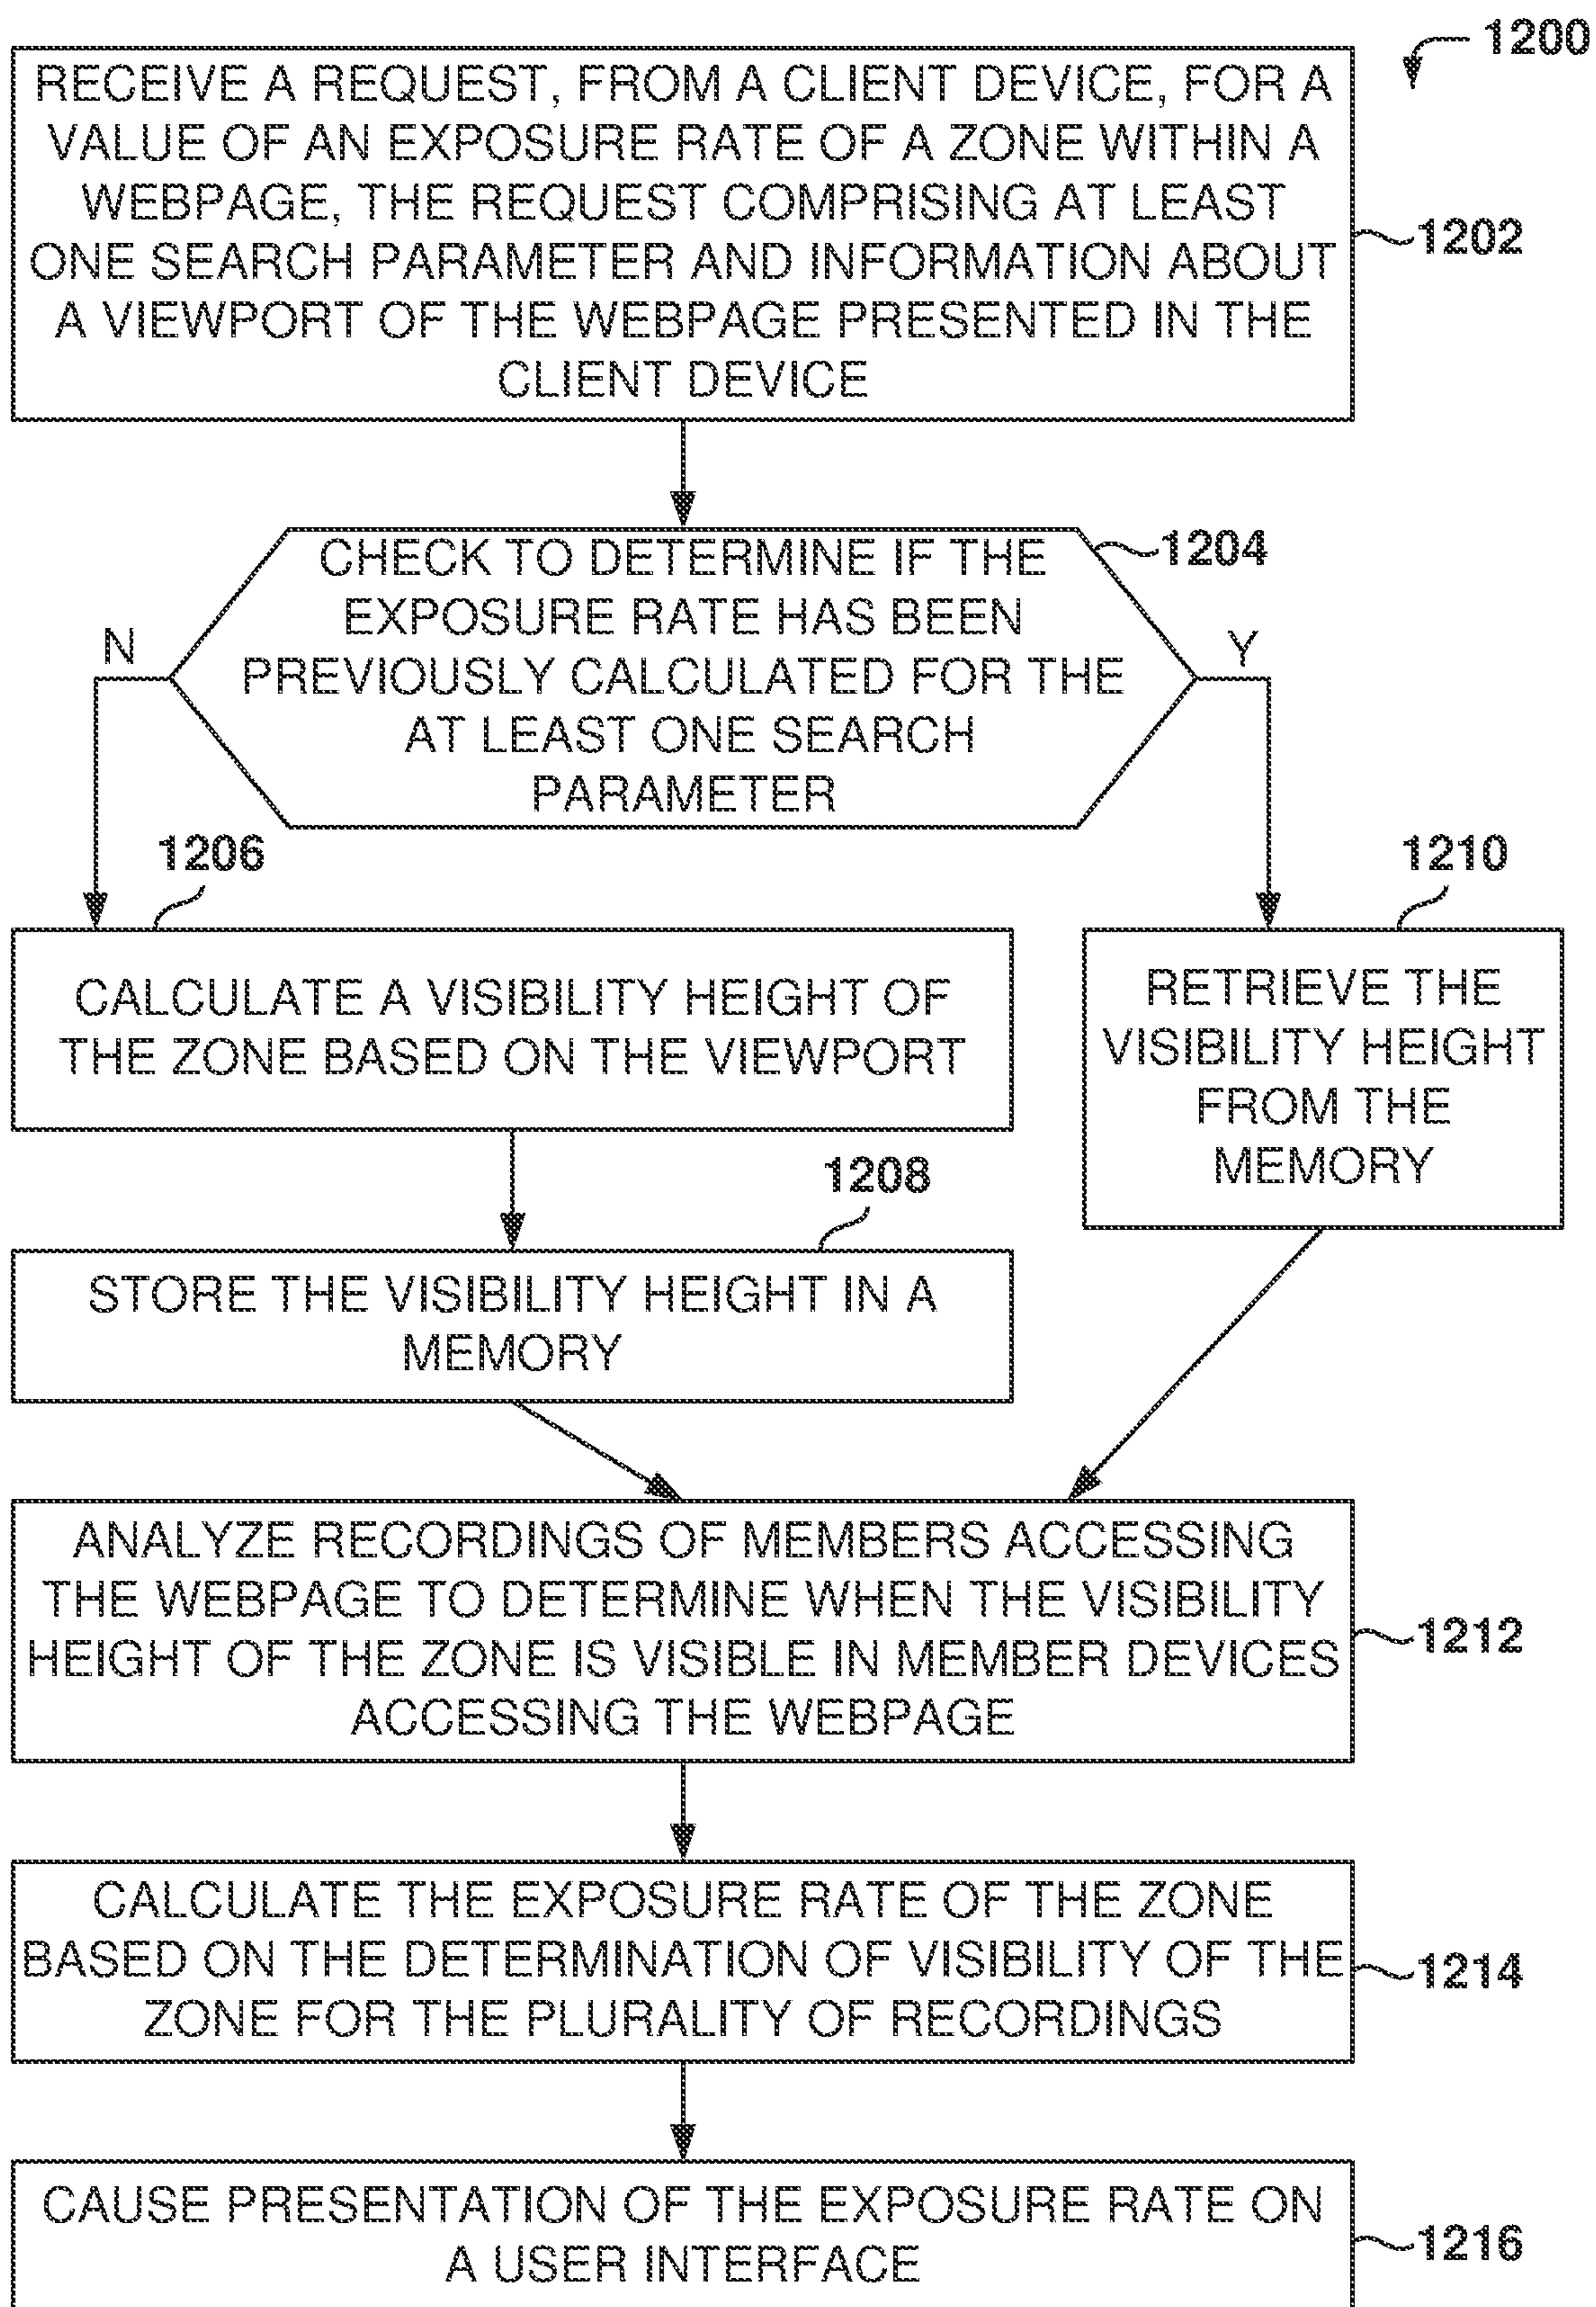 1200
RECEIVE A REQUEST, FROM A CLIENT DEVICE, FOR A
VALUE OF AN EXPOSURE RATE OF A ZONE WITHIN A
WEBPAGE, THE REQUEST COMPRISING AT LEAST
ONE SEARCH PARAMETER AND INFORMATION ABOUT
A VIEWPORT OF THE WEBPAGE PRESENTED IN THE
CLIENT DEVICE
1202
CHECK TO DETERMINE IF THE
EXPOSURE RATE HAS BEEN
PREVIOUSLY CALCULATED FOR THE
AT LEAST ONE SEARCH
PARAMETER
1204
N
Y
1206
CALCULATE A VISIBILITY HEIGHT OF
THE ZONE BASED ON THE VIEWPORT
1210
RETRIEVE THE
VISIBILITY HEIGHT
FROM THE
MEMORY
1208
STORE THE VISIBILITY HEIGHT IN A
MEMORY
ANALYZE RECORDINGS OF MEMBERS ACCESSING
THE WEBPAGE TO DETERMINE WHEN THE VISIBILITY
HEIGHT OF THE ZONE IS VISIBLE IN MEMBER DEVICES
ACCESSING THE WEBPAGE
1212
CALCULATE THE EXPOSURE RATE OF THE ZONE
BASED ON THE DETERMINATION OF VISIBILITY OF THE
ZONE FOR THE PLURALITY OF RECORDINGS
1214
CAUSE PRESENTATION OF THE EXPOSURE RATE ON
A USER INTERFACE
1216